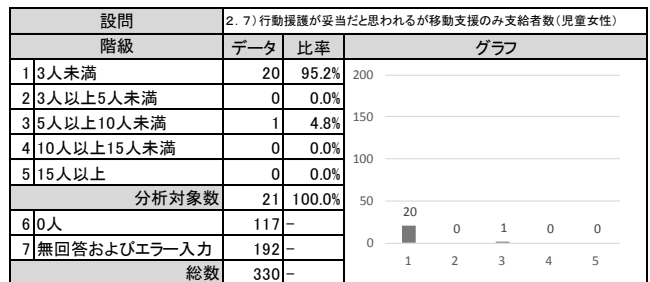 設問 2．7）行動援護が妥当だと思われるが移動支援のみ支給者数（児童女性）
階級 データ 比率 グラフ
1 3人未満 20 95.2%
2 3人以上5人未満 0 0.0%
3 5人以上10人未満 1 4.8%
4 10人以上15人未満 0 0.0%
5 15人以上 0 0.0%
分析対象数 21 100.0%
6 0人 117 －
7 無回答およびエラー入力 192 －
総数 330 －
200
150
100
50
0
20 0 1 0 0
1 2 3 4 5